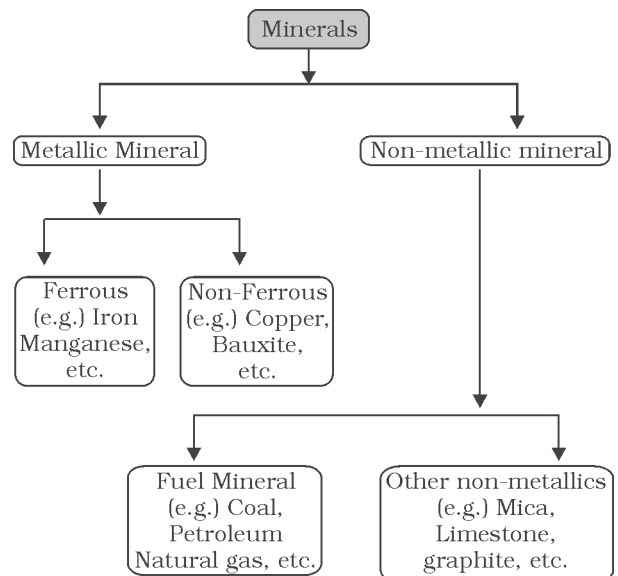 Minerals
Metallic Mineral
Non-metallic mineral
Ferrous
(e.g.) Iron
Manganese,
etc.
Non-Ferrous
(e.g.) Copper,
Bauxite,
etc.
Fuel Mineral
(e.g.) Coal,
Petroleum
Natural gas, etc.
Other non-metallics
(e.g.) Mica,
Limestone,
graphite, etc.